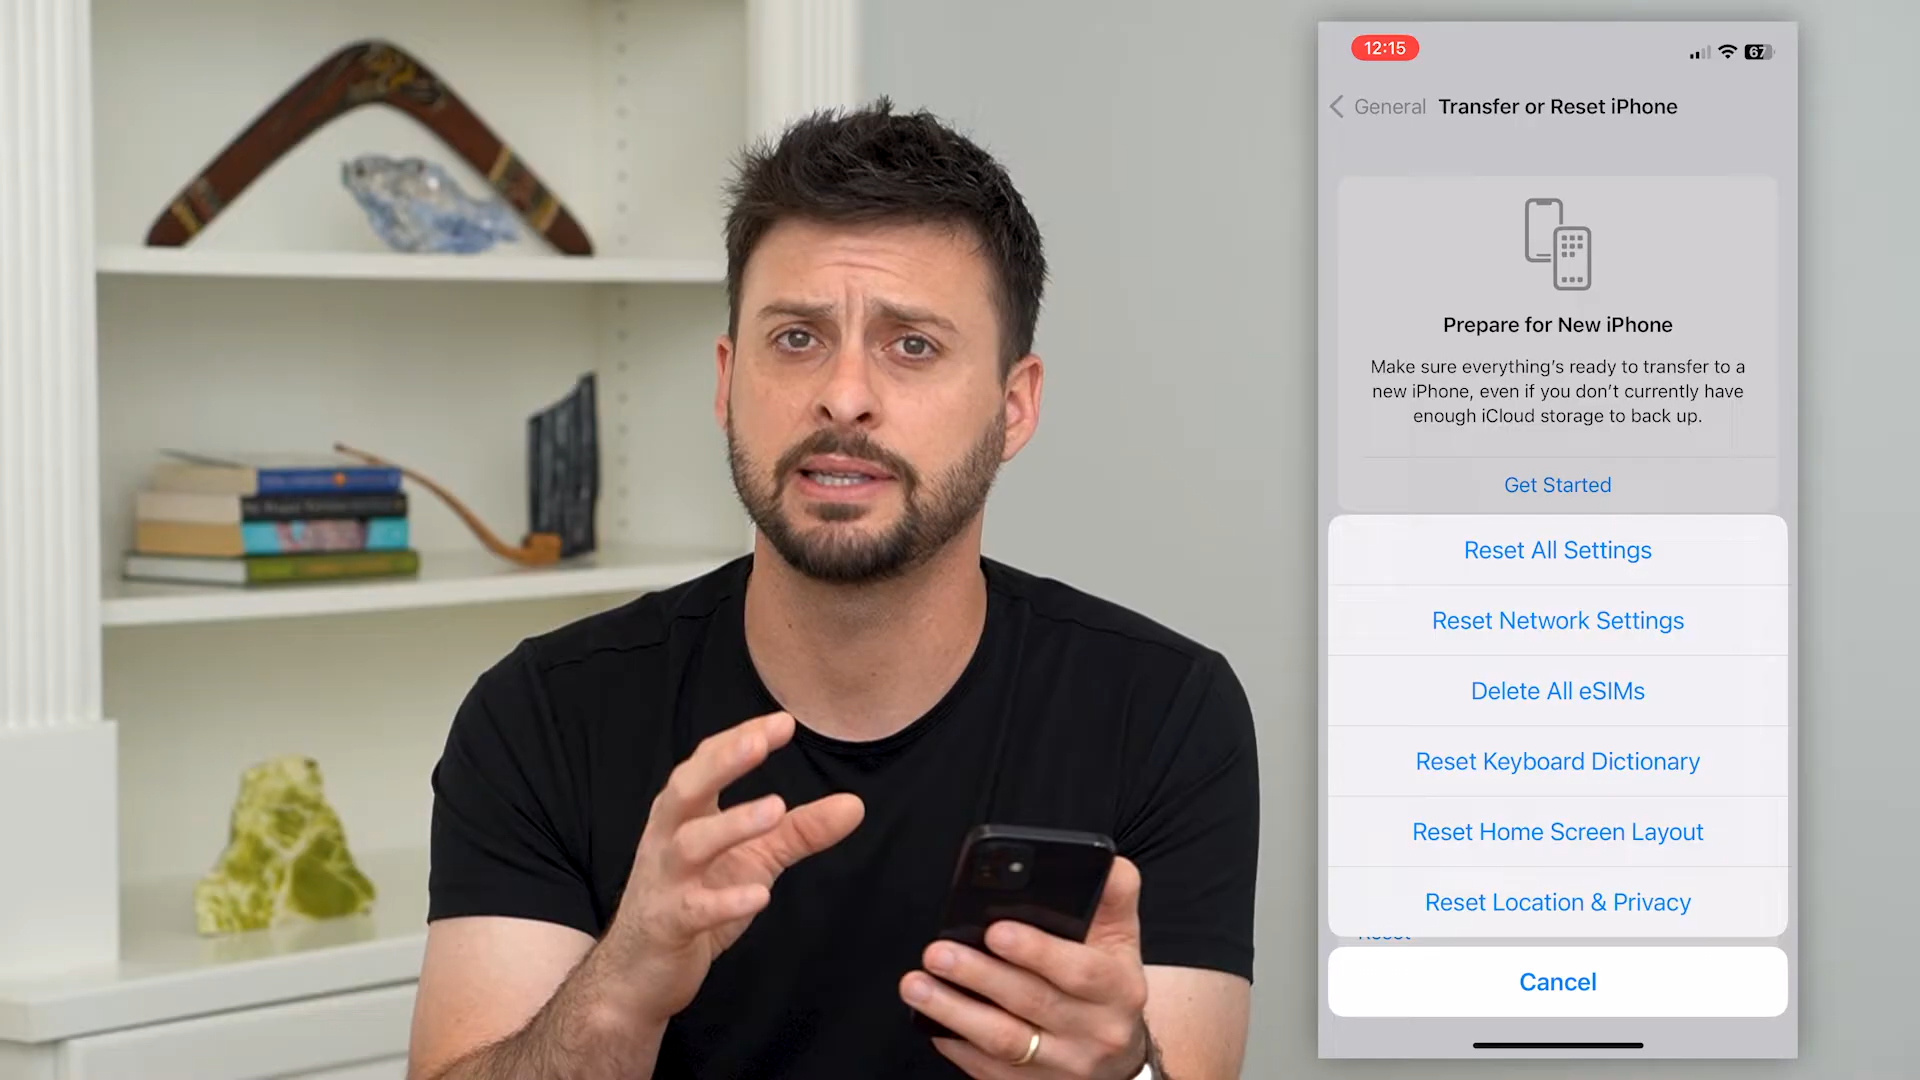 12:15
67
General Transfer or Reset iPhone
Prepare for New iPhone
Make sure everything’s ready to transfer to a
new iPhone, even if you don’t currently have
enough iCloud storage to back up.
Get Started
Reset All Settings
Reset Network Settings
Delete All eSIMs
Reset Keyboard Dictionary
Reset Home Screen Layout
Reset Location & Privacy
Reset
Cancel